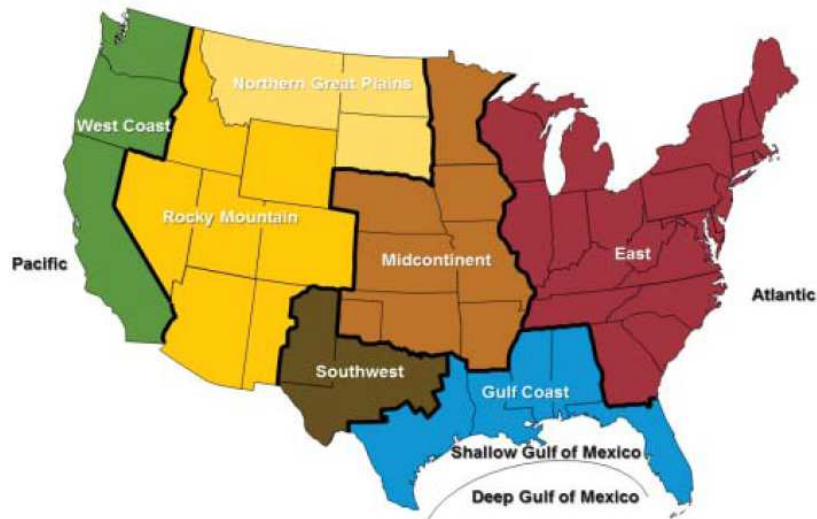 Northern Great Plains
West Coast
Rocky Mountain
Pacific
Midcontinent
East
Atlantic
Southwest
Gulf Coast
Shallow Gulf of Mexico
Deep Gulf of Mexico